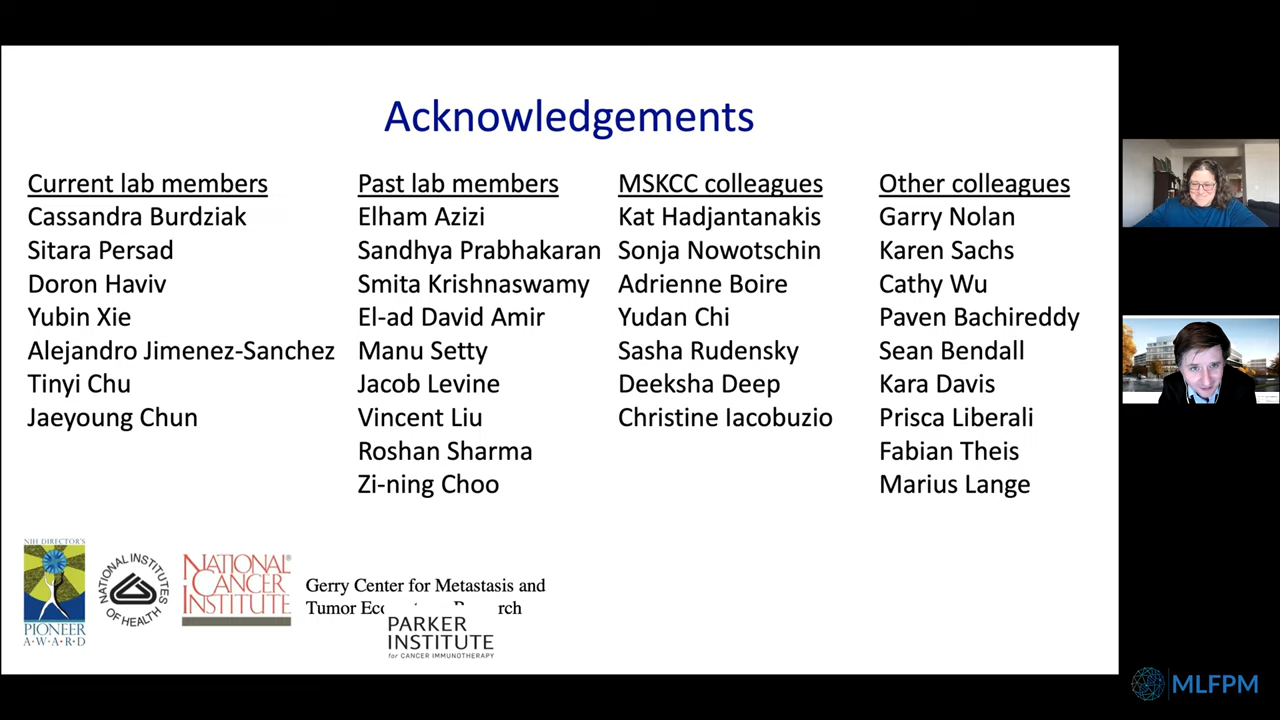 Acknowledgements
Current lab members
Cassandra Burdziak
Sitara Persad
Doron Haviv
Yubin Xie
Alejandro Jimenez-Sanchez
Tinyi Chu
Jaeyoung Chun
Past lab members
Elham Azizi
Sandhya Prabhakaran
Smita Krishnaswamy
El-ad David Amir
Manu Setty
Jacob Levine
Vincent Liu
Roshan Sharma
Zi-ning Choo
MSKCC colleagues
Kat Hadjantanakis
Sonja Nowotschin
Adrienne Boire
Yudan Chi
Sasha Rudensky
Deeksha Deep
Christine Iacobuzio
Other colleagues
Garry Nolan
Karen Sachs
Cathy Wu
Paven Bachireddy
Sean Bendall
Kara Davis
Prisca Liberali
Fabian Theis
Marius Lange
NIH DIRECTOR'S
PIONEER
A•W•A•R•D
NATIONAL INSTITUTES
OF HEALTH
NATIONAL
CANCER
INSTITUTE
Gerry Center for Metastasis and
Tumor
PARKER
INSTITUTE
for CANCER IMMUNOTHERAPY
MLFPM